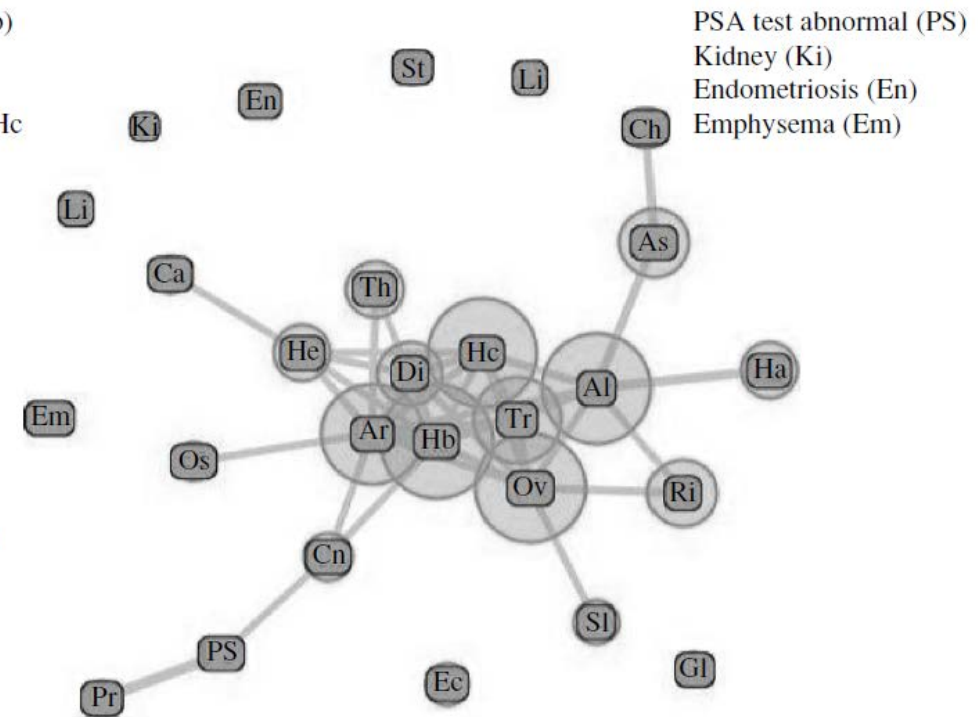 )
Hc
PSA test abnormal (PS)
Kidney (Ki)
Endometriosis (En)
Emphysema (Em)
St
Li
En
Ki
Ch
Li
As
Ca
Th
He
Hc
Di
Al
Ha
Em
Ar
Hb
Tr
Os
Ov
Ri
Cn
Sl
PS
Ec
Gl
Pr